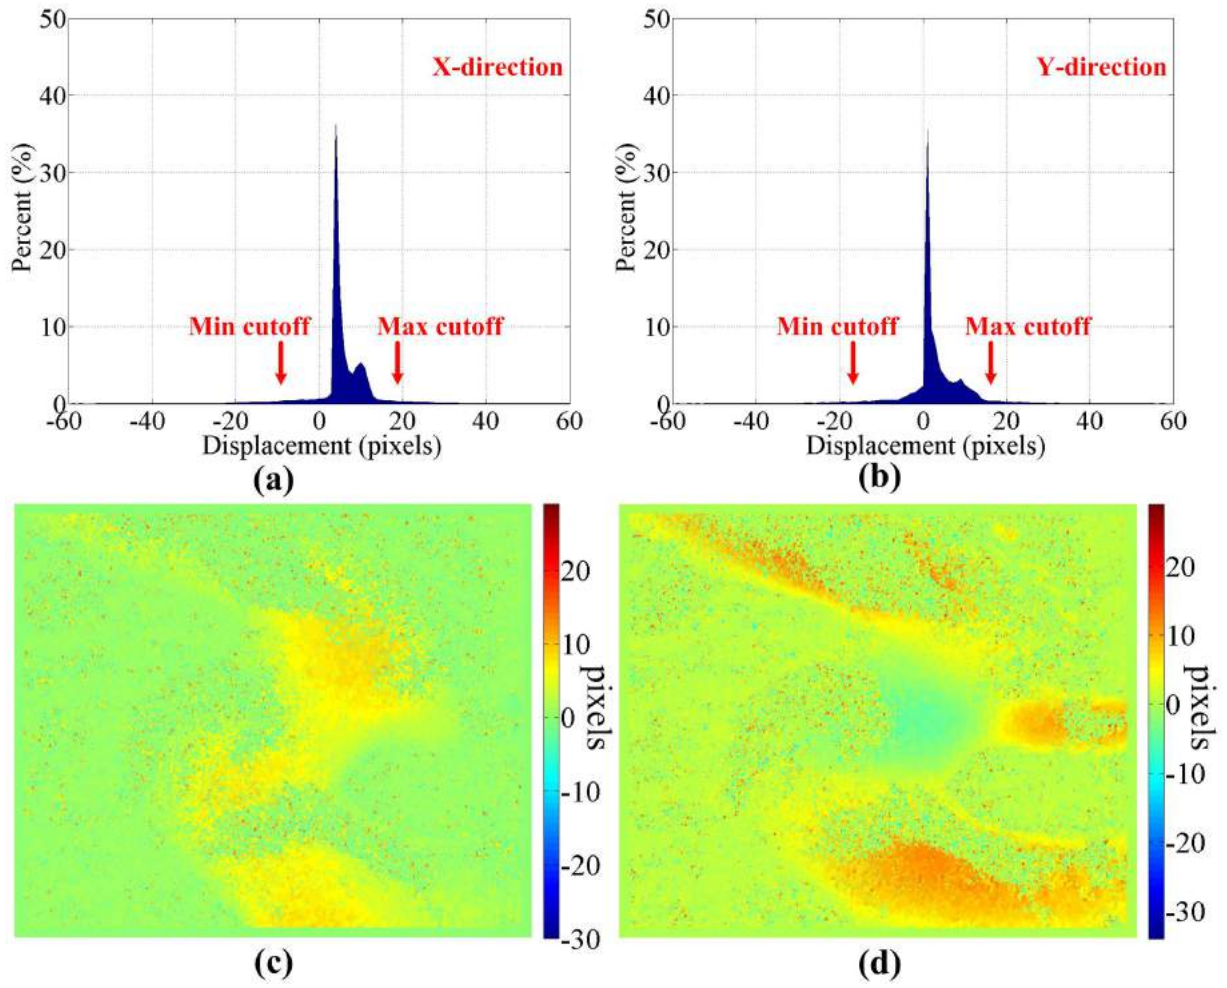 50
40
30
20
10
0
Percent (%)
X-direction
Min cutoff
Max cutoff
-60 -40 -20 0 20 40 60
Displacement (pixels)
(a)
50
40
30
20
10
0
Percent (%)
Y-direction
Min cutoff
Max cutoff
-60 -40 -20 0 20 40 60
Displacement (pixels)
(b)
20
10
0
-10
-20
-30
pixels
(c)
20
10
0
-10
-20
-30
pixels
(d)